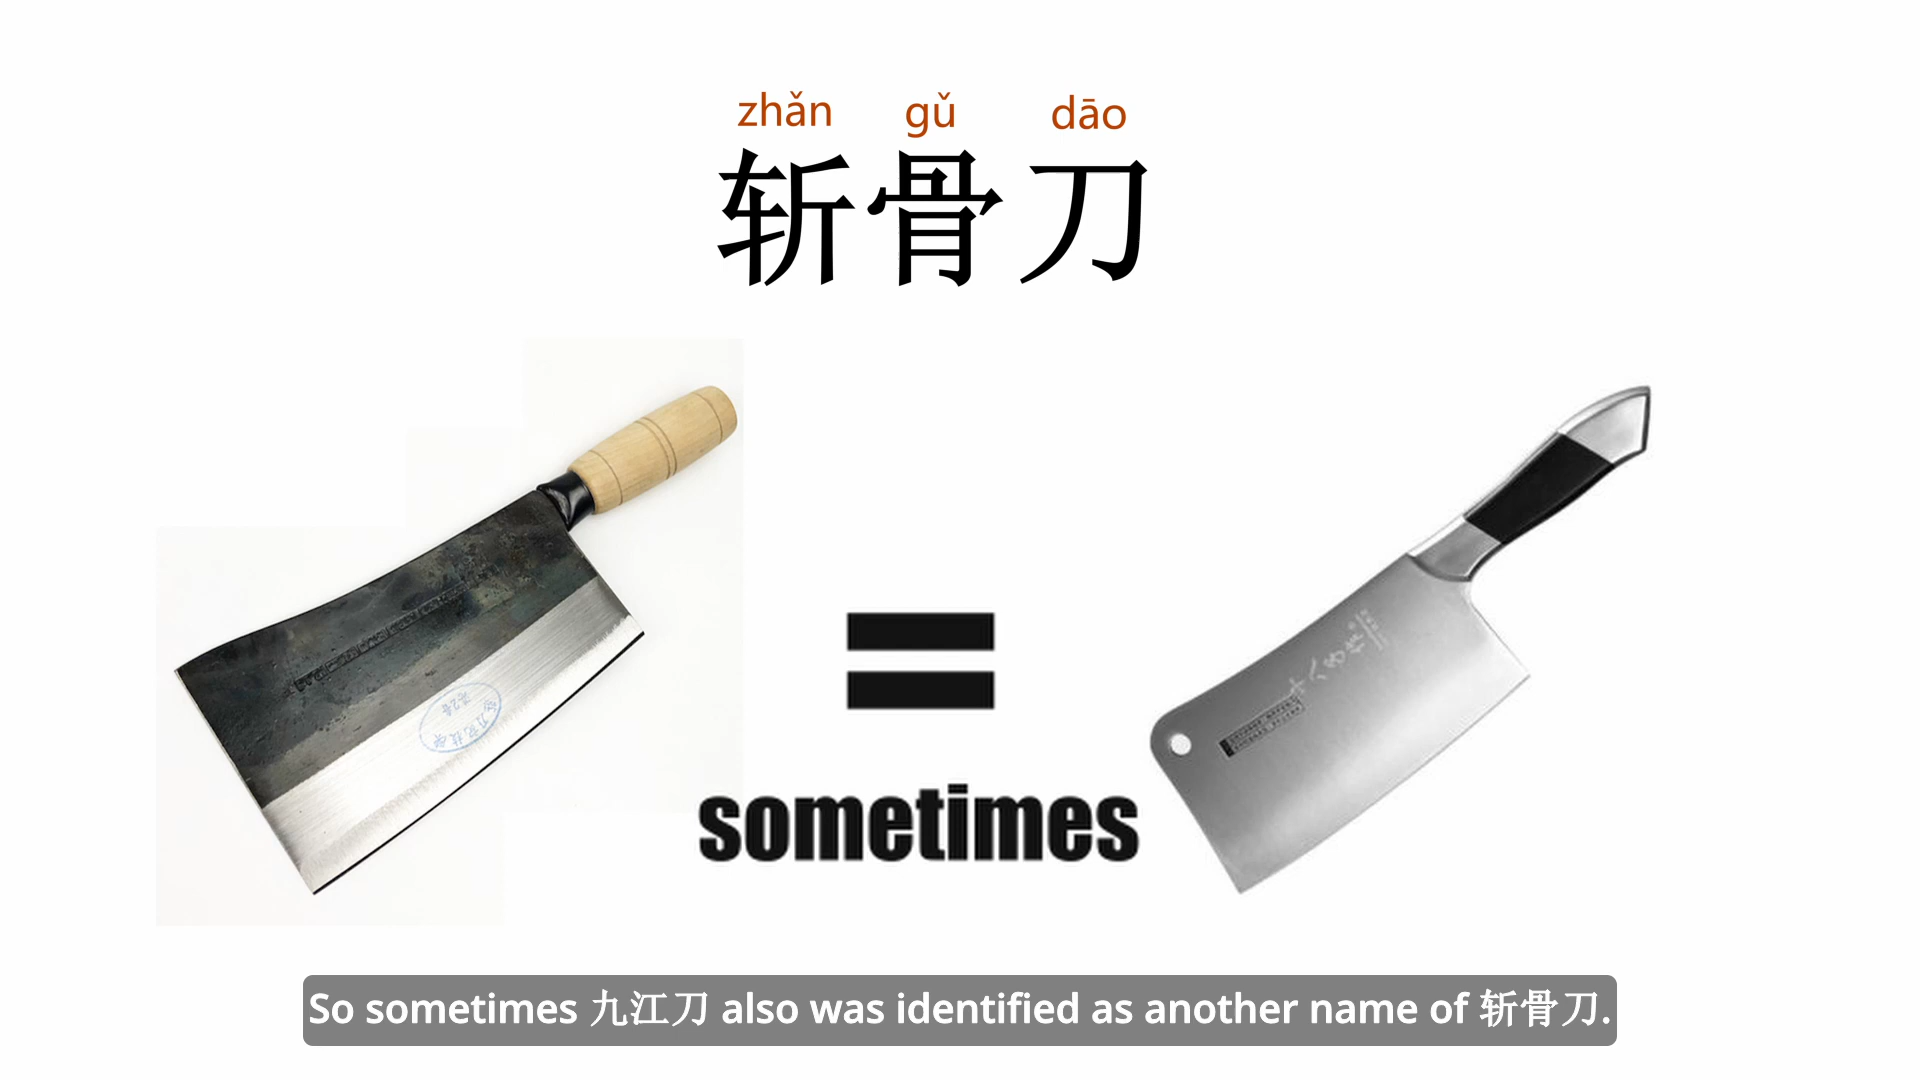 zhǎn gǔ dāo
斩骨刀
sometimes
So sometimes 九江刀 also was identified as another name of 斩骨刀.